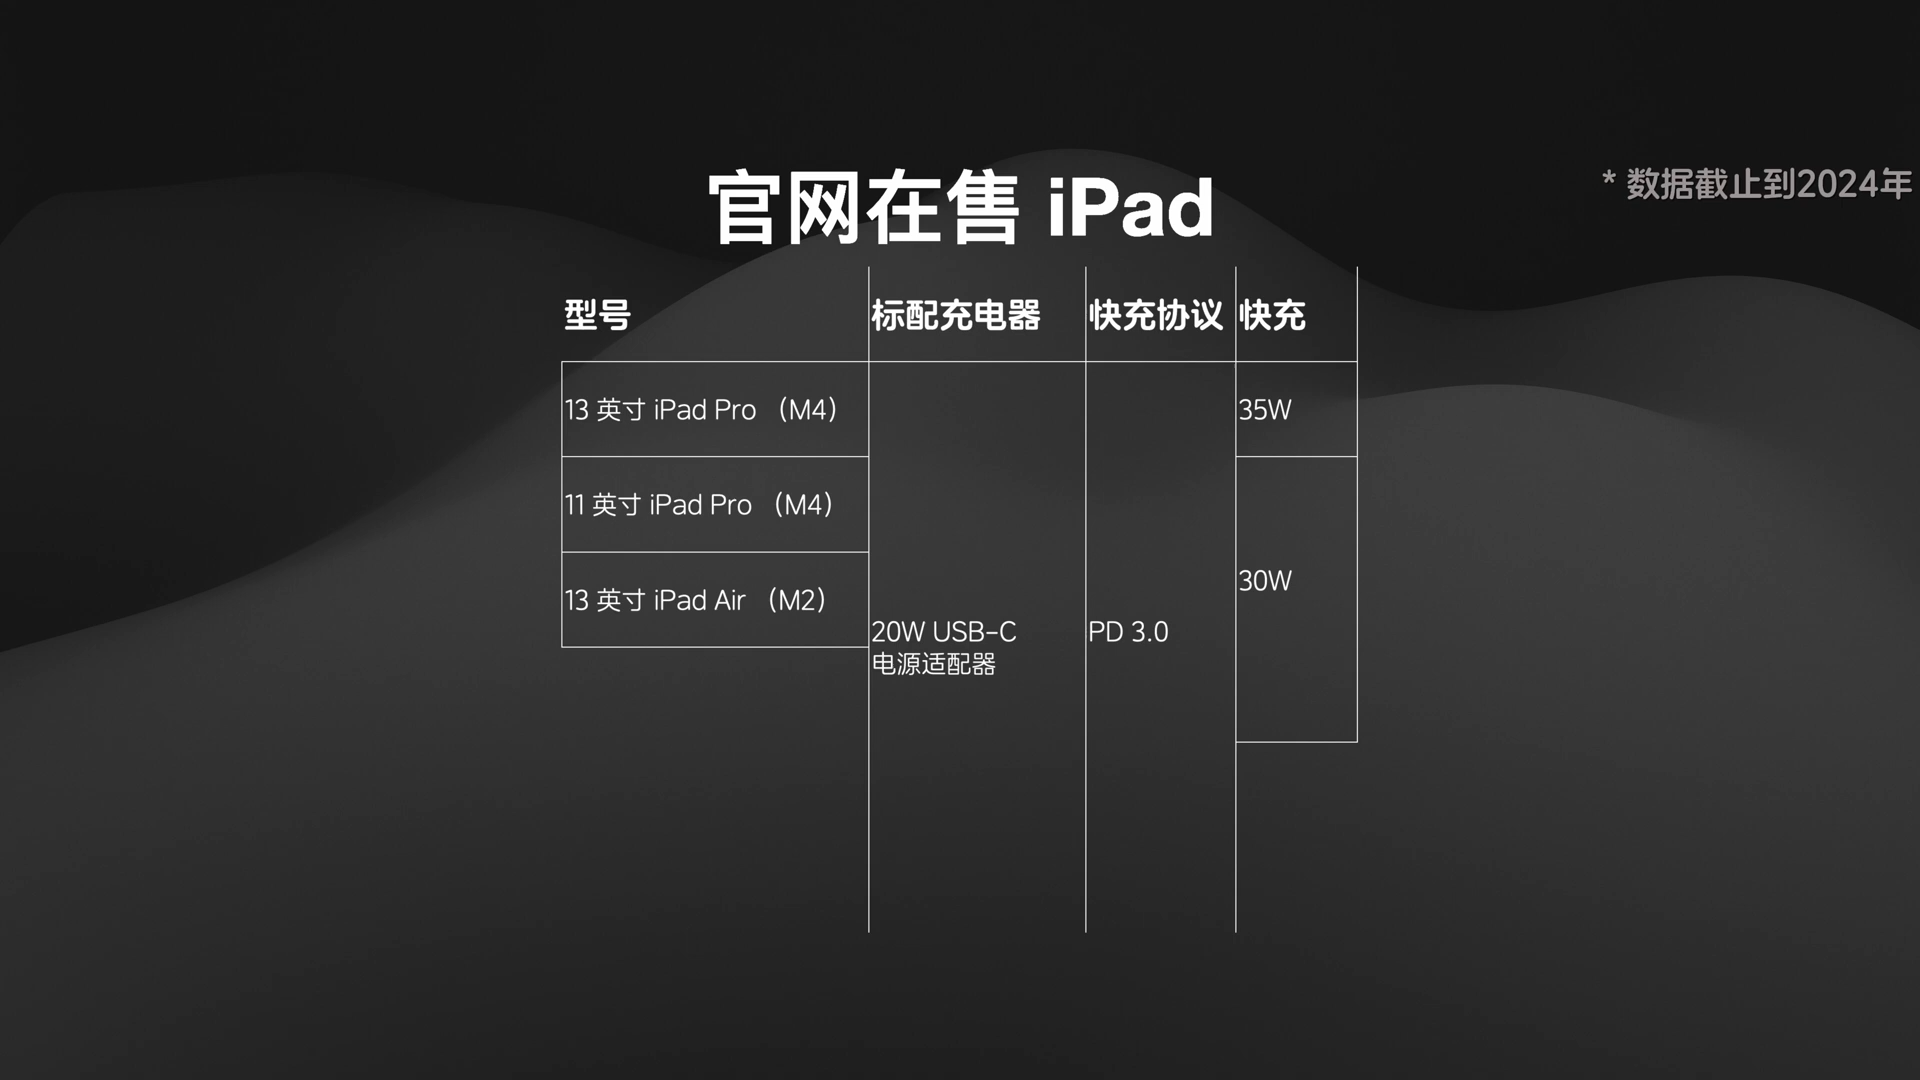 官网在售 iPad
* 数据截止到2024年
型号 标配充电器 快充协议 快充
13 英寸 iPad Pro （M4） 35W
11 英寸 iPad Pro （M4）
30W
13 英寸 iPad Air （M2）
20W USB-C PD 3.0
电源适配器